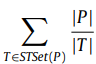 ∑ |P|
T∈STSet(P) |T|